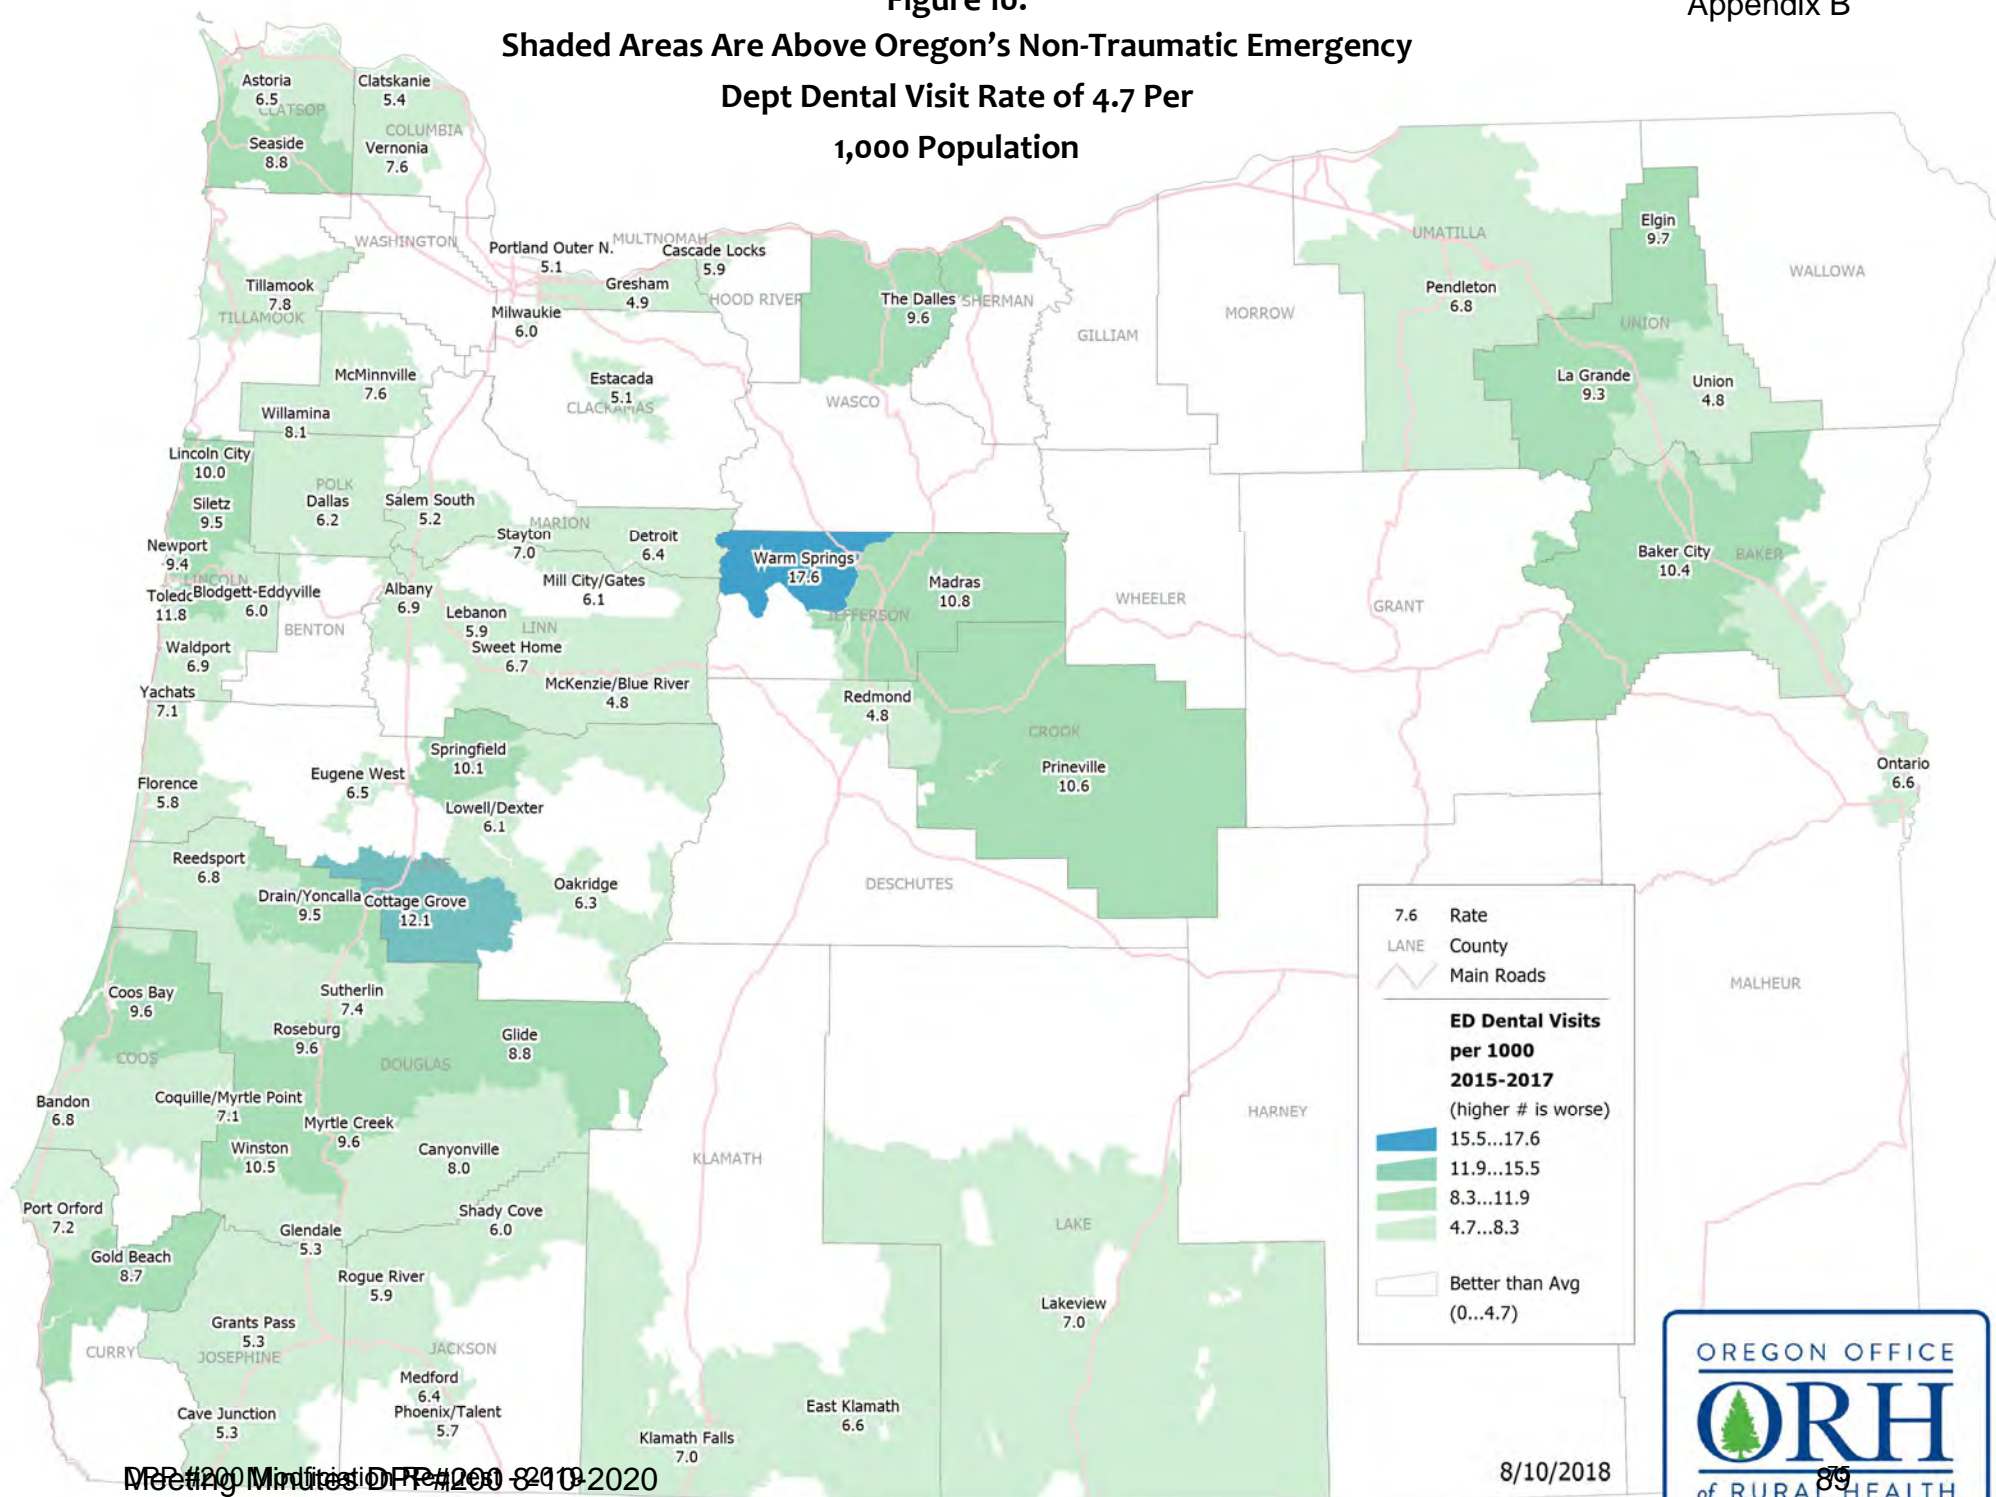 Figure 10.
Appendix B
Shaded Areas Are Above Oregon's Non-Traumatic Emergency
Dept Dental Visit Rate of 4.7 Per
1,000 Population
Astoria
6.5
CLATSOP
Seaside
8.8
Clatskanie
5.4
COLUMBIA
Vernonia
7.6
WASHINGTON
Portland Outer N.
5.1
MULTNOMAH
Cascade Locks
5.9
Gresham
4.9
HOOD RIVER
Milwaukie
6.0
The Dalles
9.6
SHERMAN
GILLIAM
MORROW
UMATILLA
Pendleton
6.8
Elgin
9.7
WALLOWA
UNION
La Grande
9.3
Union
4.8
Tillamook
7.8
TILLAMOOK
McMinnville
7.6
Willamina
8.1
Estacada
5.1
CLACKAMAS
WASCO
Lincoln City
10.0
Siletz
9.5
POLK
Dallas
6.2
Salem South
5.2
MARION
Stayton
7.0
Detroit
6.4
Newport
9.4
LINCOLN
Toledo
11.8
Blodgett-Eddyville
6.0
BENTON
Albany
6.9
Mill City/Gates
6.1
Lebanon
5.9
LINN
Sweet Home
6.7
Waldport
6.9
McKenzie/Blue River
4.8
Yachats
7.1
Warm Springs
17.6
Madras
10.8
JEFFERSON
WHEELER
GRANT
Baker City
10.4
BAKER
Redmond
4.8
CROOK
Prineville
10.6
Ontario
6.6
Springfield
10.1
Eugene West
6.5
Florence
5.8
Lowell/Dexter
6.1
Reedsport
6.8
Drain/Yoncalla
9.5
Cottage Grove
12.1
Oakridge
6.3
DESCHUTES
Coos Bay
9.6
COOS
Sutherlin
7.4
Roseburg
9.6
DOUGLAS
Glide
8.8
Bandon
6.8
Coquille/Myrtle Point
7.1
Myrtle Creek
9.6
Winston
10.5
Canyonville
8.0
KLAMATH
HARNEY
MALHEUR
Port Orford
7.2
Shady Cove
6.0
Glendale
5.3
LAKE
Gold Beach
8.7
Rogue River
5.9
Grants Pass
5.3
CURRY
JOSEPHINE
JACKSON
Medford
6.4
Phoenix/Talent
5.7
Cave Junction
5.3
Lakeview
7.0
East Klamath
6.6
Klamath Falls
7.0
7.6 Rate
LANE County
Main Roads
ED Dental Visits
per 1000
2015-2017
(higher # is worse)
15.5...17.6
11.9...15.5
8.3...11.9
4.7...8.3
Better than Avg
(0...4.7)
OREGON OFFICE
ORH
of RURAL HEALTH
8/10/2018
Meeting Minutes DPP #200 8-10-2020
89